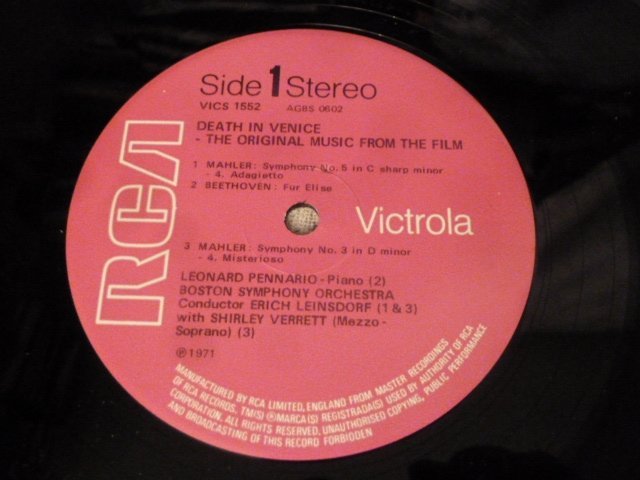 Side 1 Stereo
VICS 1552 AGBS 0602
DEATH IN VENICE
- THE ORIGINAL MUSIC FROM THE FILM
1 MAHLER: Symphony No. 5 in C sharp minor
- 4. Adagietto
2 BEETHOVEN: Fur Elise
RCA
Victrola
3 MAHLER: Symphony No. 3 in D minor
- 4. Misterioso
LEONARD PENNARIO - Piano (2)
BOSTON SYMPHONY ORCHESTRA
Conductor ERICH LEINSDORF (1 & 3)
with SHIRLEY VERRETT (Mezzo-
Soprano) (3)
℗ 1971
MANUFACTURED BY RCA LIMITED, ENGLAND FROM MASTER RECORDINGS
OF RCA RECORDS. TM(S) ® MARCA(S) REGISTRADA(S) USED BY AUTHORITY OF RCA
CORPORATION. ALL RIGHTS RESERVED. UNAUTHORISED COPYING, PUBLIC PERFORMANCE
AND BROADCASTING OF THIS RECORD FORBIDDEN